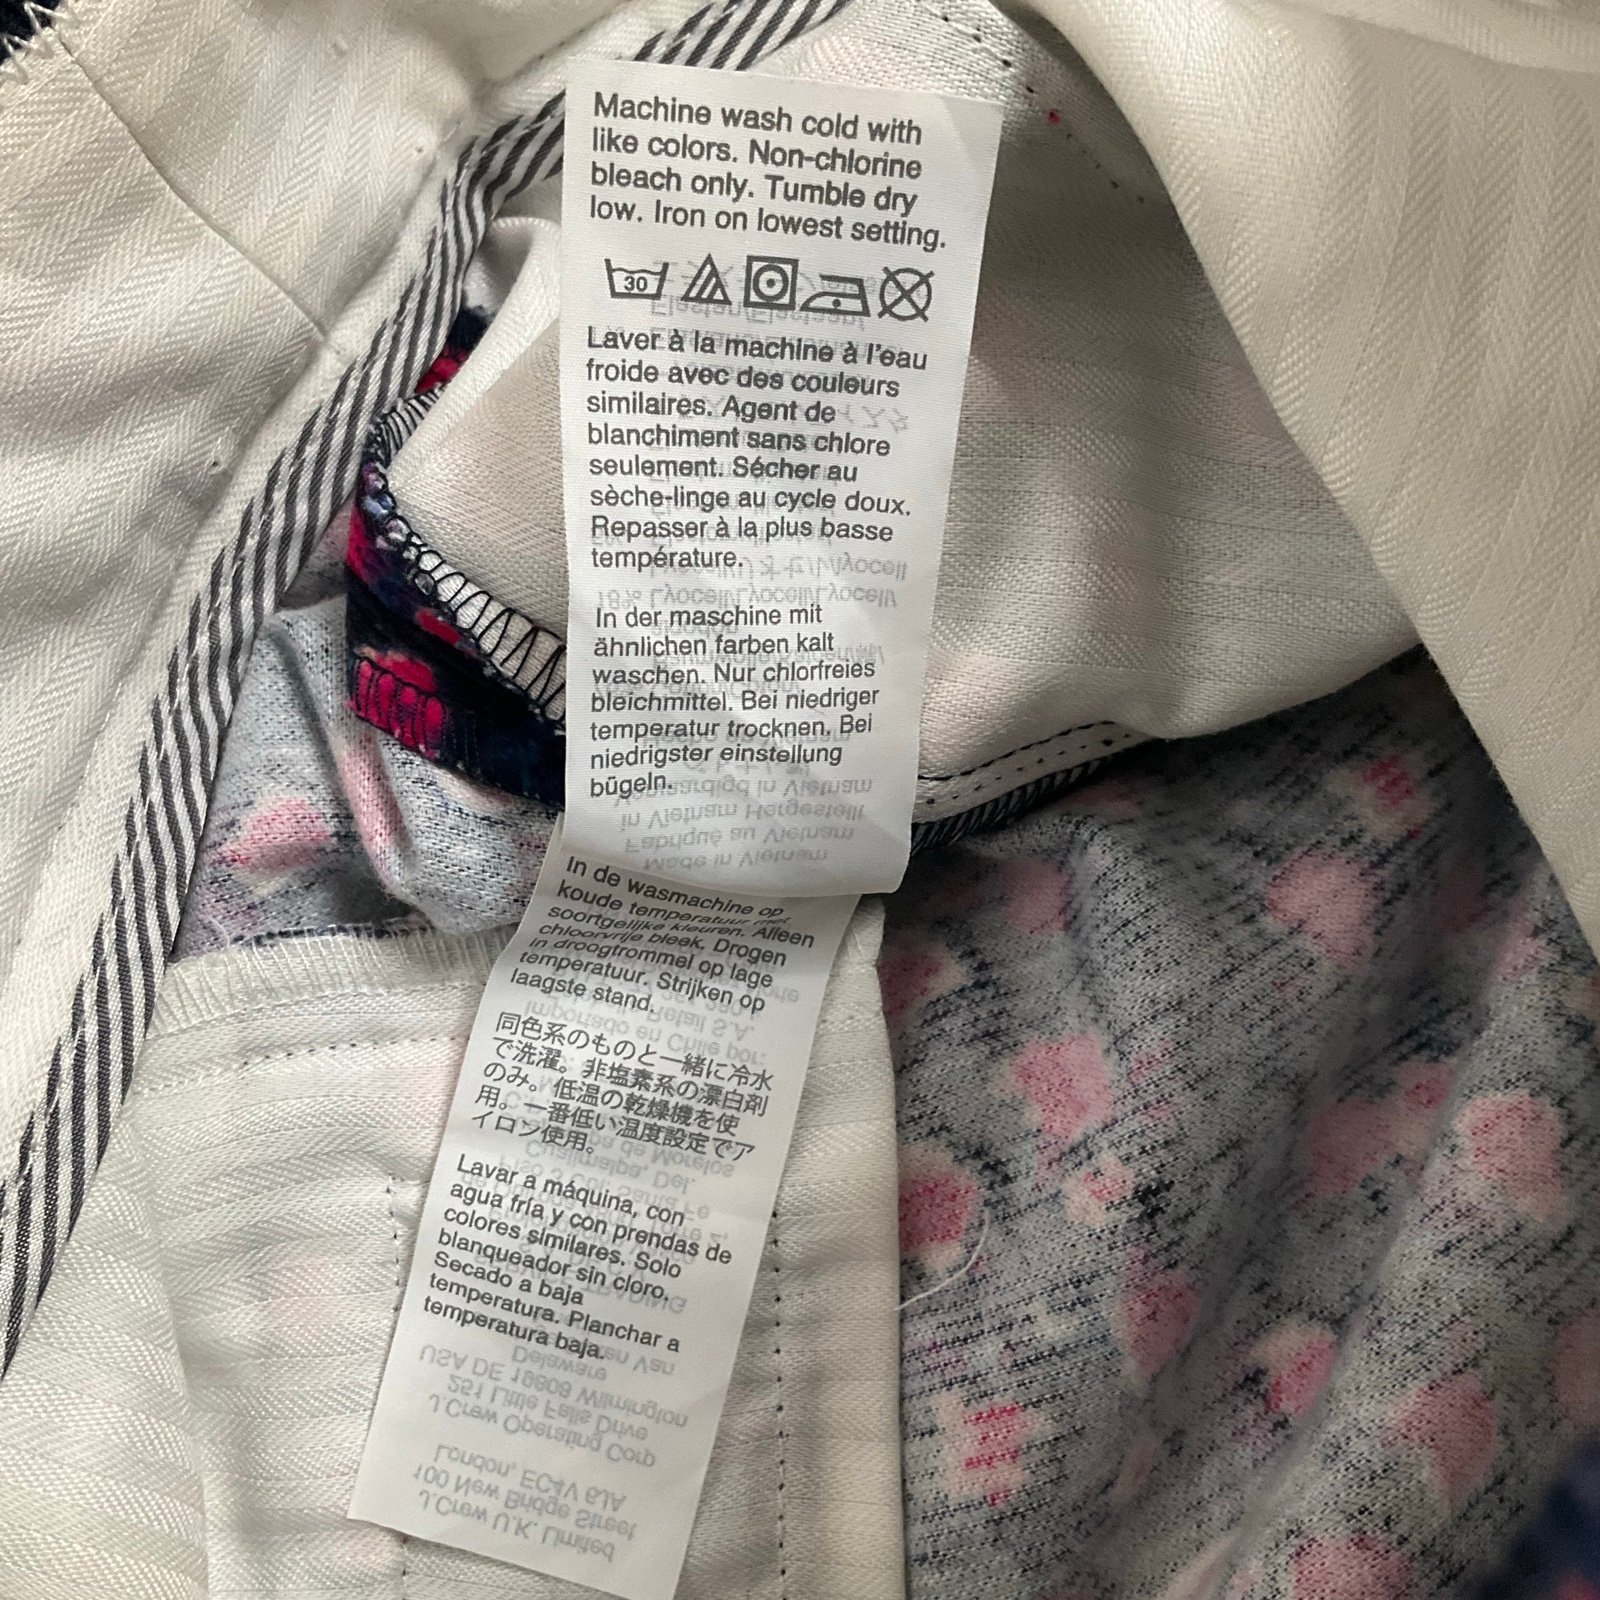 Machine wash cold with
like colors. Non-chlorine
bleach only. Tumble dry
low. Iron on lowest setting.
30
Laver à la machine à l'eau
froide avec des couleurs
similaires. Agent de
blanchiment sans chlore
seulement. Sécher au
sèche-linge au cycle doux.
Repasser à la plus basse
température.
In der maschine mit
ähnlichen farben kalt
waschen. Nur chlorfreies
bleichmittel. Bei niedriger
temperatur trocknen. Bei
niedrigster einstellung
bügeln.
In de wasmachine op
koude temperatuur met
soortgelijke kleuren. Alleen
chloorvrije bleek. Drogen
in droogtrommel op lage
temperatuur. Strijken op
laagste stand.
同色系のものと一緒に冷水
で洗濯。非塩素系の漂白剤
のみ。低温の乾燥機を使
用。一番低い温度設定でア
イロン使用。
Lavar a máquina, con
agua fría y con prendas de
colores similares. Solo
blanqueador sin cloro.
Secado a baja
temperatura. Planchar a
temperatura baja.